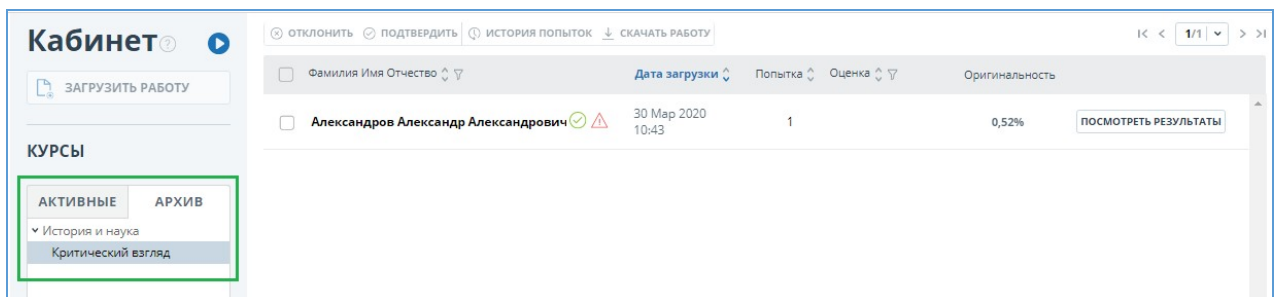 Кабинет
ОТКЛОНИТЬ ПОДТВЕРДИТЬ ИСТОРИЯ ПОПЫТОК СКАЧАТЬ РАБОТУ 1/1
ЗАГРУЗИТЬ РАБОТУ
Фамилия Имя Отчество Дата загрузки Попытка Оценка Оригинальность
Александров Александр Александрович 30 Мар 2020 1 0,52% ПОСМОТРЕТЬ РЕЗУЛЬТАТЫ
10:43
КУРСЫ
АКТИВНЫЕ АРХИВ
История и наука
Критический взгляд